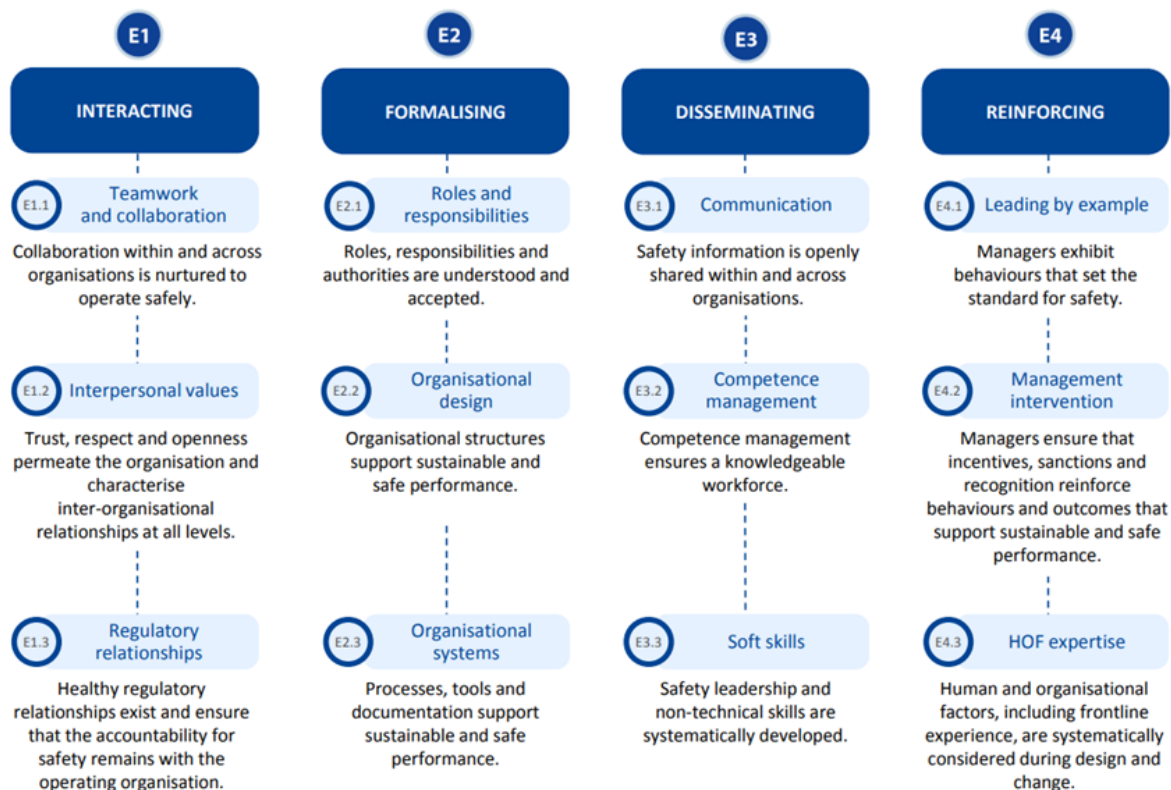 E1
INTERACTING
E1.1
Teamwork
and collaboration
Collaboration within and across
organisations is nurtured to
operate safely.
E1.2
Interpersonal values
Trust, respect and openness
permeate the organisation and
characterise
inter-organisational
relationships at all levels.
E1.3
Regulatory
relationships
Healthy regulatory
relationships exist and ensure
that the accountability for
safety remains with the
operating organisation.
E2
FORMALISING
E2.1
Roles and
responsibilities
Roles, responsibilities and
authorities are understood and
accepted.
E2.2
Organisational
design
Organisational structures
support sustainable and
safe performance.
E2.3
Organisational
systems
Processes, tools and
documentation support
sustainable and safe
performance.
E3
DISSEMINATING
E3.1
Communication
Safety information is openly
shared within and across
organisations.
E3.2
Competence
management
Competence management
ensures a knowledgeable
workforce.
E3.3
Soft skills
Safety leadership and
non-technical skills are
systematically developed.
E4
REINFORCING
E4.1
Leading by example
Managers exhibit
behaviours that set the
standard for safety.
E4.2
Management
intervention
Managers ensure that
incentives, sanctions and
recognition reinforce
behaviours and outcomes that
support sustainable and safe
performance.
E4.3
HOF expertise
Human and organisational
factors, including frontline
experience, are systematically
considered during design and
change.